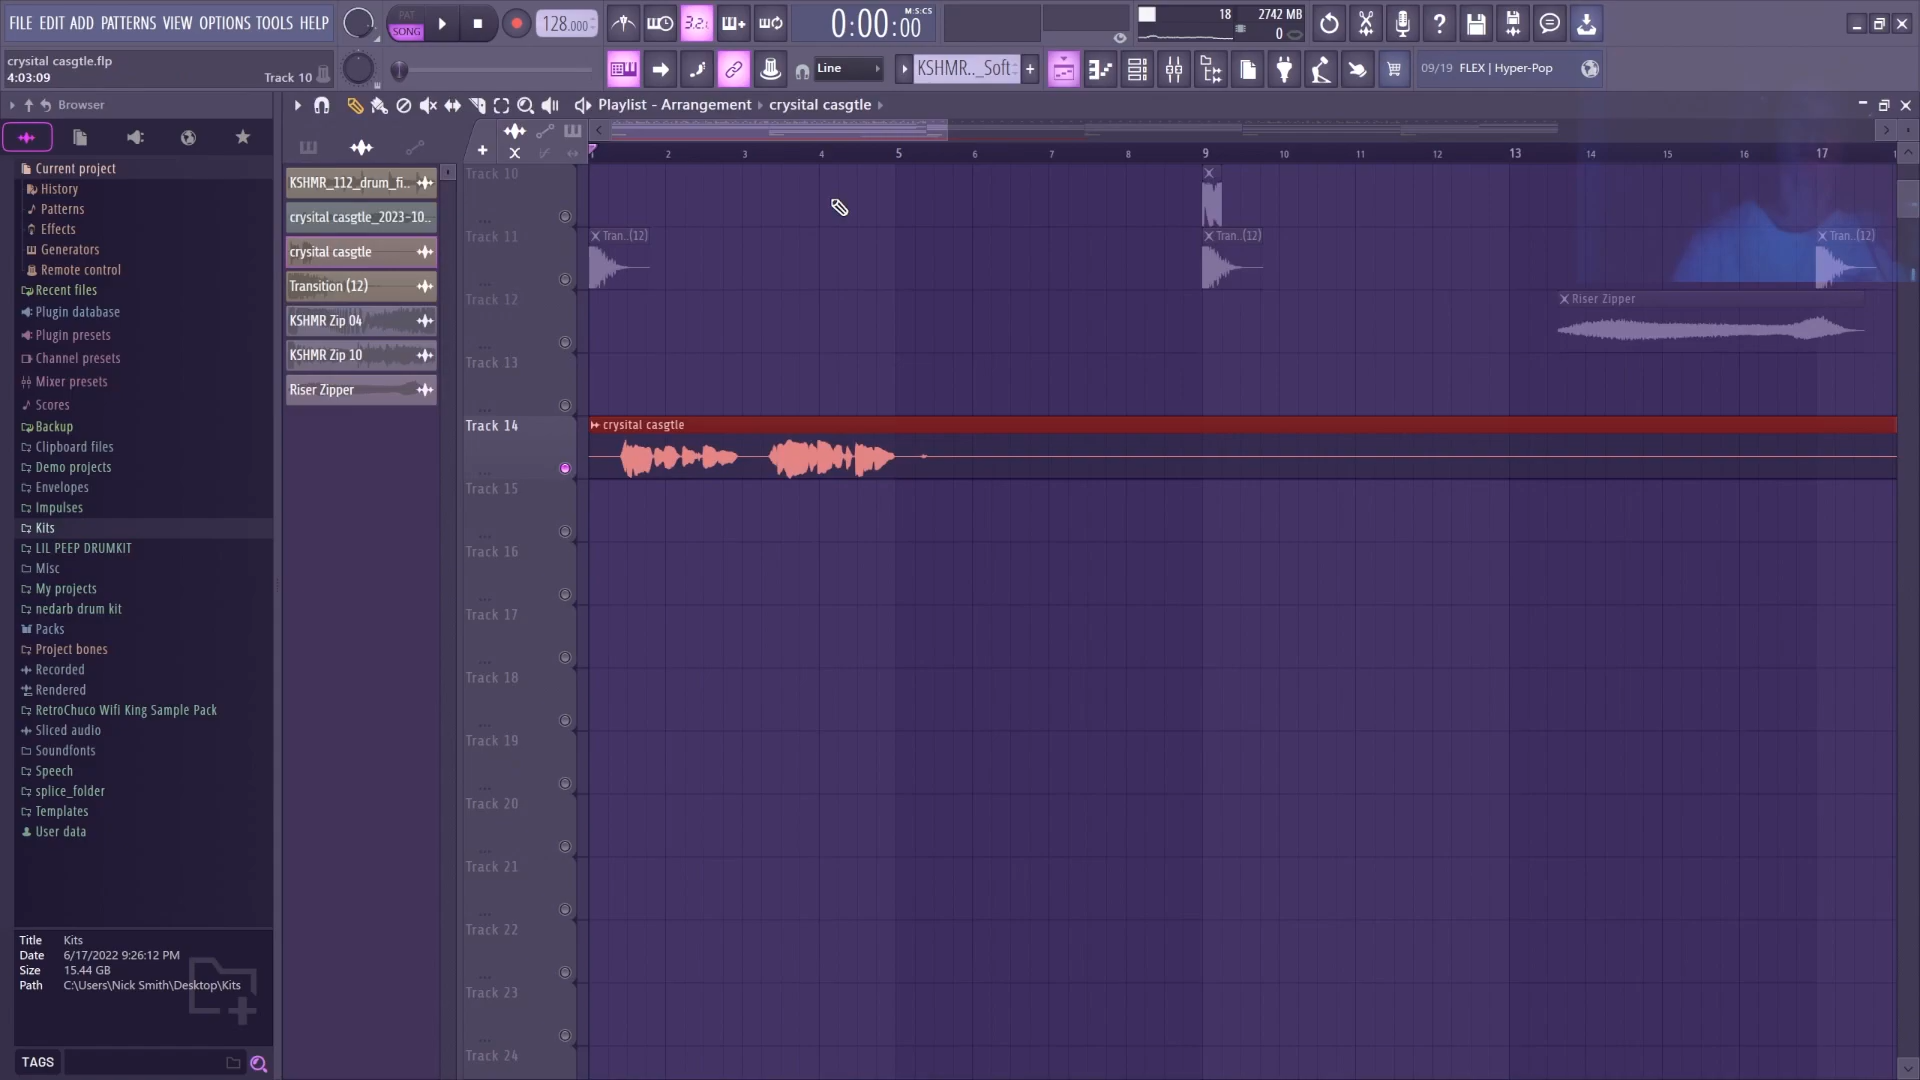 FILE EDIT ADD PATTERNS VIEW OPTIONS TOOLS HELP
PAT
SONG
128.000
3.2.
0:00:00
M:S:CS
18
2742 MB
0
crysital casgtle.flp
4:03:09
Track 10
Line
KSHMR.._Soft
09/19 FLEX | Hyper-Pop
Browser
Playlist - Arrangement › crysital casgtle ›
Current project
History
Patterns
Effects
Generators
Remote control
Recent files
Plugin database
Plugin presets
Channel presets
Mixer presets
Scores
Backup
Clipboard files
Demo projects
Envelopes
Impulses
Kits
LIL PEEP DRUMKIT
Misc
My projects
nedarb drum kit
Packs
Project bones
Recorded
Rendered
RetroChuco Wifi King Sample Pack
Sliced audio
Soundfonts
Speech
splice_folder
Templates
User data
Title Kits
Date 6/17/2022 9:26:12 PM
Size 15.44 GB
Path C:\Users\Nick Smith\Desktop\Kits
TAGS
KSHMR_112_drum_fi..
crysital casgtle_2023-10..
crysital casgtle
Transition (12)
KSHMR Zip 04
KSHMR Zip 10
Riser Zipper
1 2 3 4 5 6 7 8 9 10 11 12 13 14 15 16 17
Track 10
Track 11
Tran..(12)
Tran..(12)
Tran..(12)
Track 12
Riser Zipper
Track 13
Track 14
crysital casgtle
Track 15
Track 16
Track 17
Track 18
Track 19
Track 20
Track 21
Track 22
Track 23
Track 24